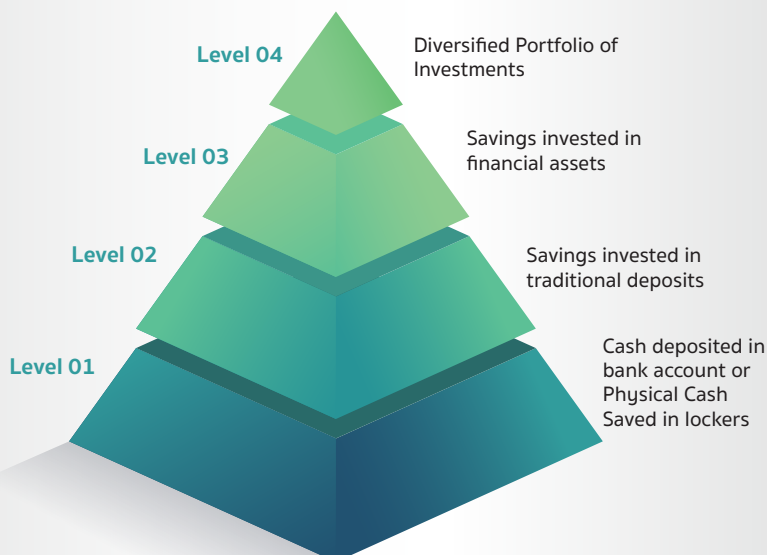 Level 04
Diversified Portfolio of
Investments
Level 03
Savings invested in
financial assets
Level 02
Savings invested in
traditional deposits
Level 01
Cash deposited in
bank account or
Physical Cash
Saved in lockers